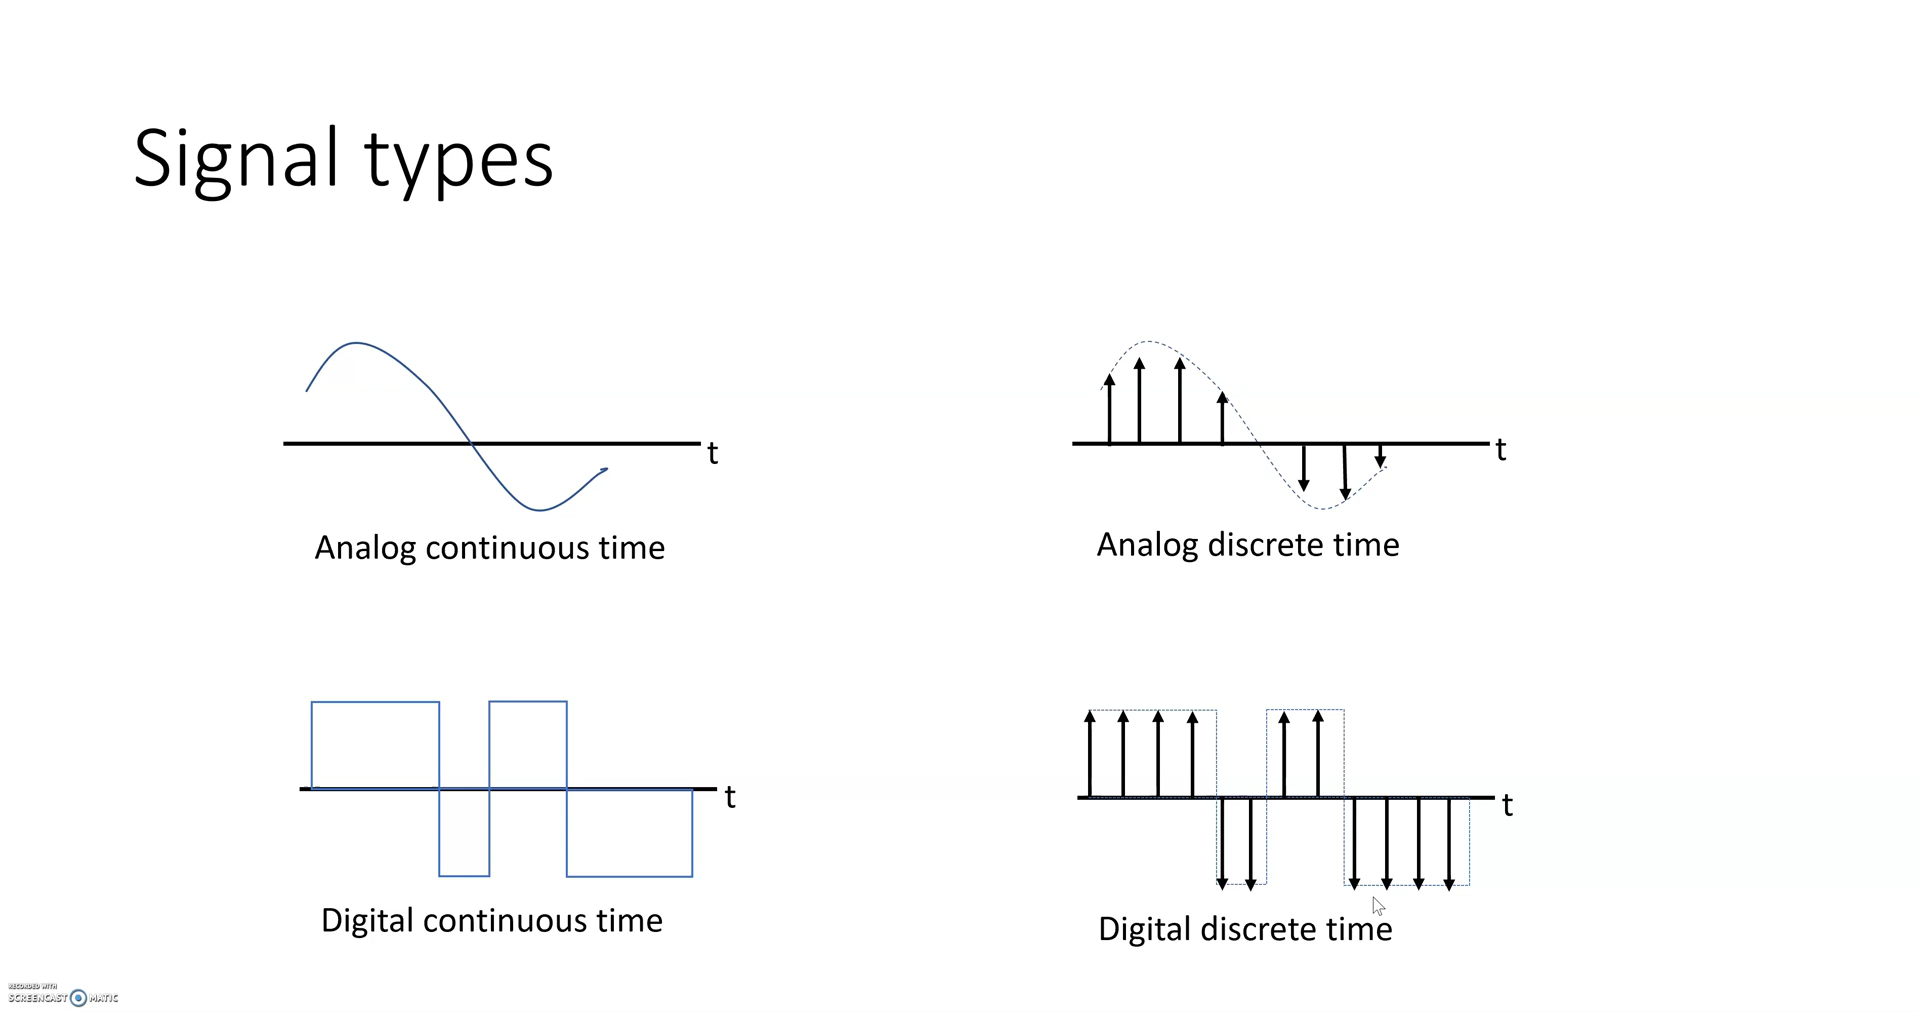 Signal types
t
Analog continuous time
t
Analog discrete time
t
Digital continuous time
t
Digital discrete time
RECORDED WITH
SCREENCAST MATIC